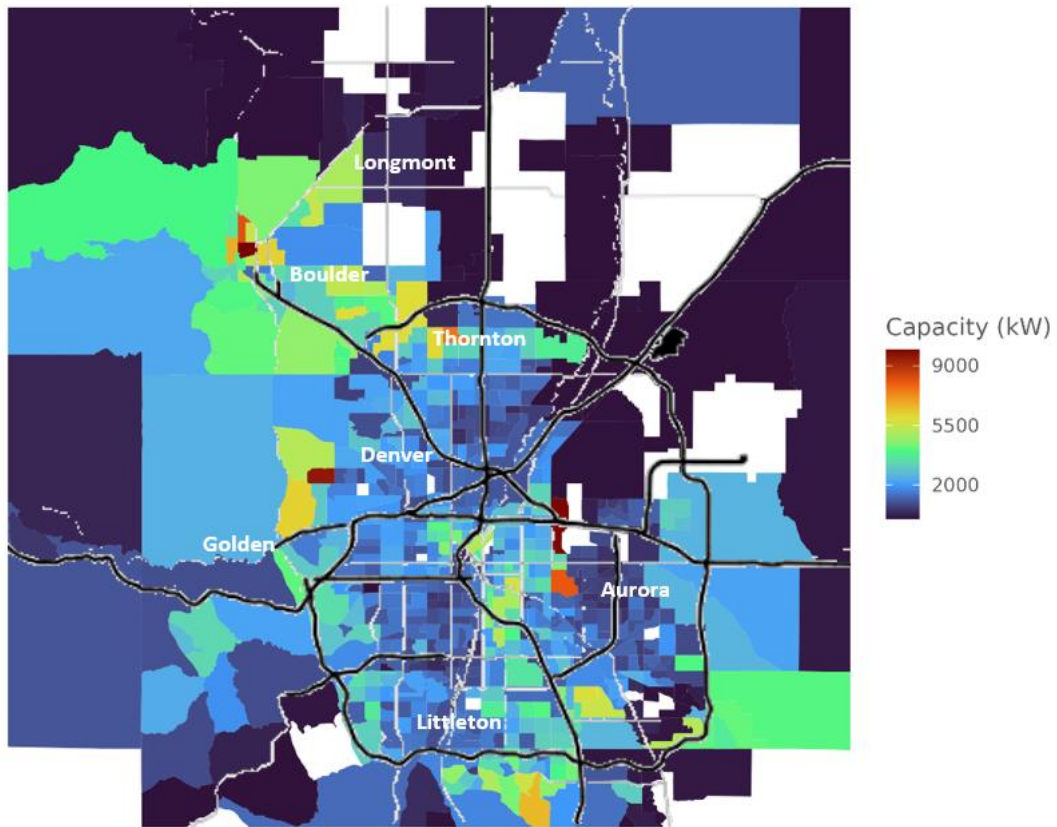 Longmont
Boulder
Thornton
Capacity (kW)
9000
5500
2000
Denver
Golden
Aurora
Littleton